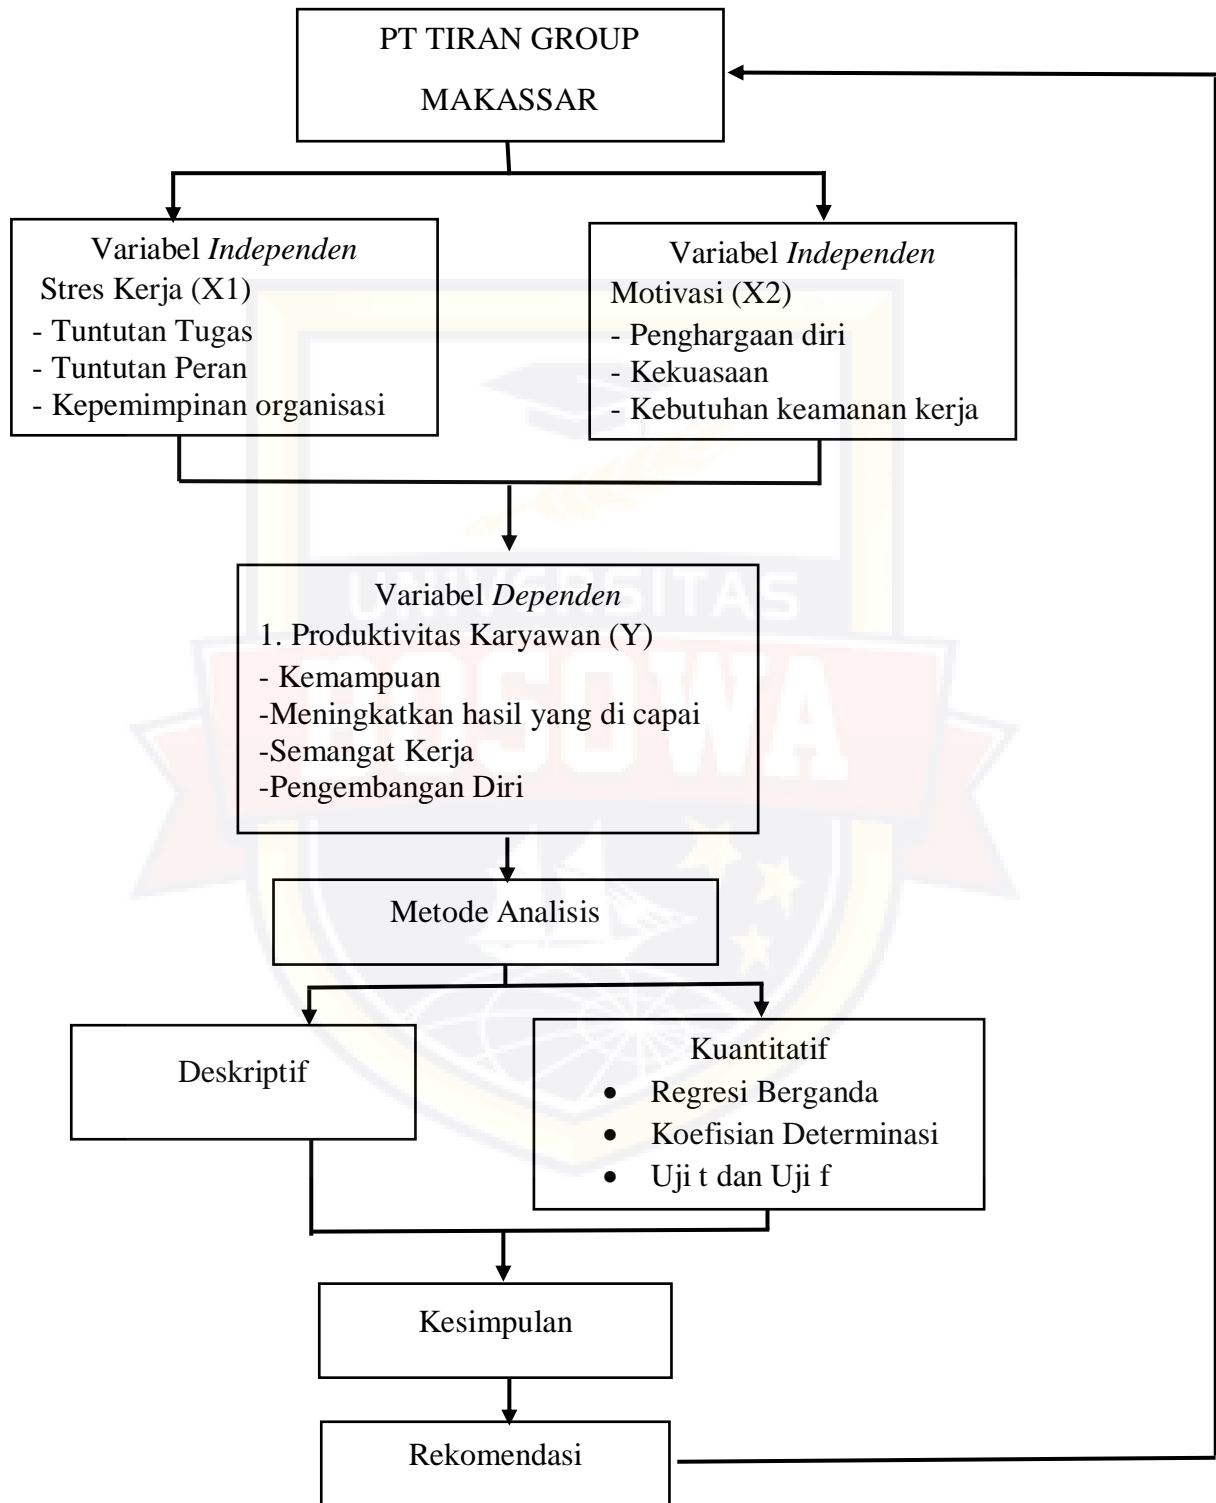 PT TIRAN GROUP
MAKASSAR
Variabel Independen
Stres Kerja (X1)
- Tuntutan Tugas
- Tuntutan Peran
- Kepemimpinan organisasi
Variabel Independen
Motivasi (X2)
- Penghargaan diri
- Kekuasaan
- Kebutuhan keamanan kerja
UNIVERSITAS
BOSOWA
Variabel Dependen
1. Produktivitas Karyawan (Y)
- Kemampuan
-Meningkatkan hasil yang di capai
-Semangat Kerja
-Pengembangan Diri
Metode Analisis
Deskriptif
Kuantitatif
• Regresi Berganda
• Koefisian Determinasi
• Uji t dan Uji f
Kesimpulan
Rekomendasi